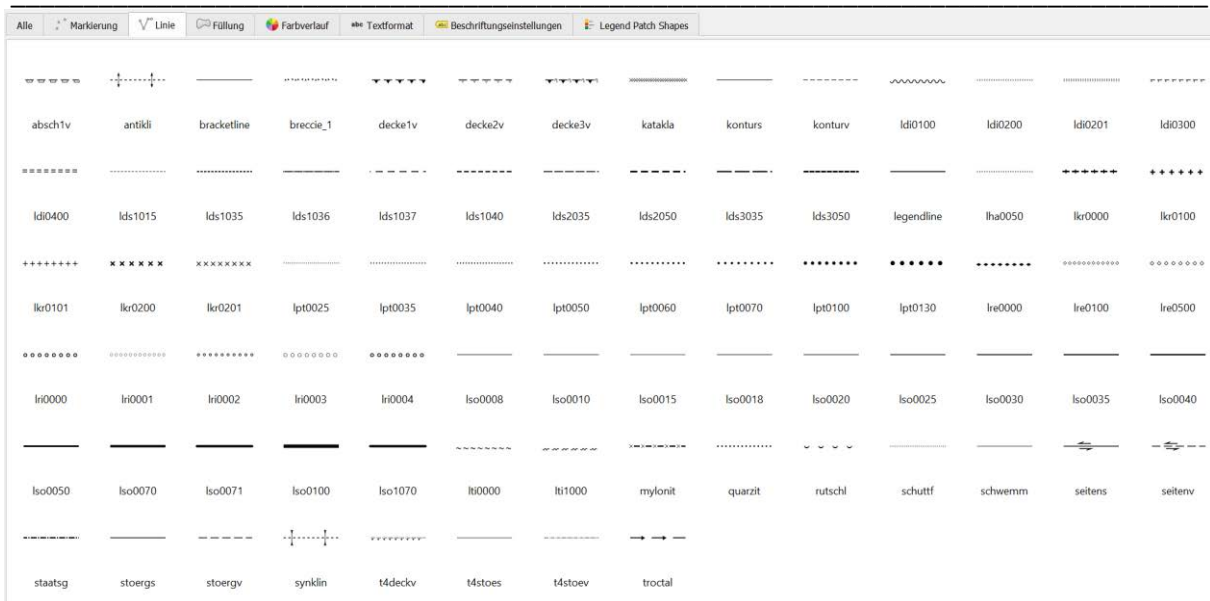 Alle Markierung Linie Füllung Farbverlauf abc Textformat abc Beschriftungseinstellungen Legend Patch Shapes
absch1v antikli bracketline breccie_1 decke1v decke2v decke3v katakla konturs konturv ldi0100 ldi0200 ldi0201 ldi0300
ldi0400 lds1015 lds1035 lds1036 lds1037 lds1040 lds2035 lds2050 lds3035 lds3050 legendline lha0050 lkr0000 lkr0100
lkr0101 lkr0200 lkr0201 lpt0025 lpt0035 lpt0040 lpt0050 lpt0060 lpt0070 lpt0100 lpt0130 lre0000 lre0100 lre0500
lri0000 lri0001 lri0002 lri0003 lri0004 lso0008 lso0010 lso0015 lso0018 lso0020 lso0025 lso0030 lso0035 lso0040
lso0050 lso0070 lso0071 lso0100 lso1070 lti0000 lti1000 mylonit quarzit rutschl schuttf schwemm seitens seitenv
staatsg stoergs stoergv synklin t4deckv t4stoes t4stoev troctal